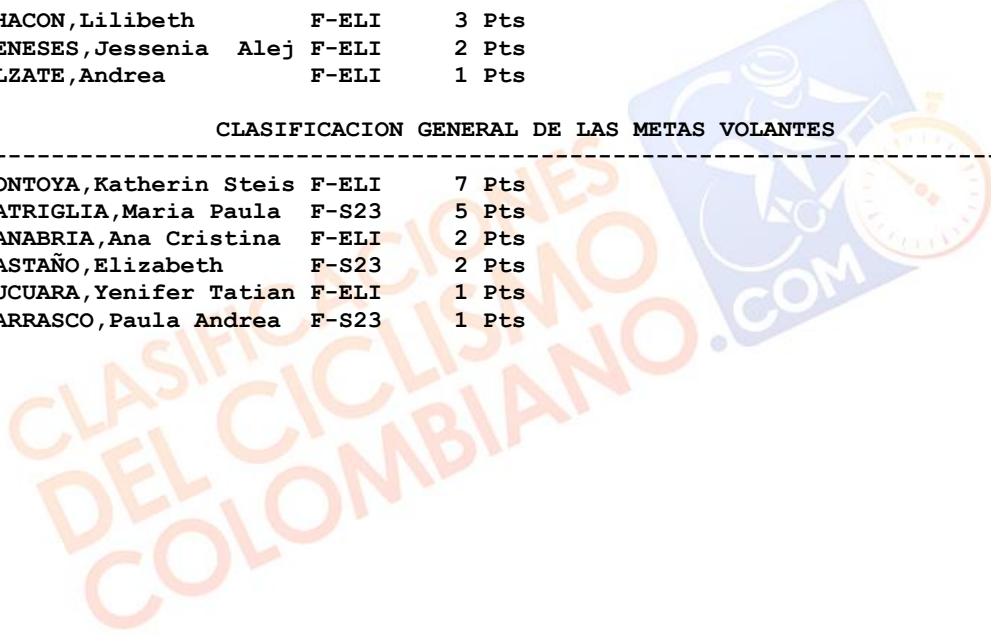 HACON,Lilibeth F-ELI 3 Pts
ENESES,Jessenia Alej F-ELI 2 Pts
LZATE,Andrea F-ELI 1 Pts
CLASIFICACION GENERAL DE LAS METAS VOLANTES
ONTOYA,Katherin Steis F-ELI 7 Pts
ATRIGLIA,Maria Paula F-S23 5 Pts
ANABRIA,Ana Cristina F-ELI 2 Pts
ASTAÑO,Elizabeth F-S23 2 Pts
UCUARA,Yenifer Tatian F-ELI 1 Pts
ARRASCO,Paula Andrea F-S23 1 Pts
CLASIFICACIONES
DEL CICLISMO
COLOMBIANO.COM